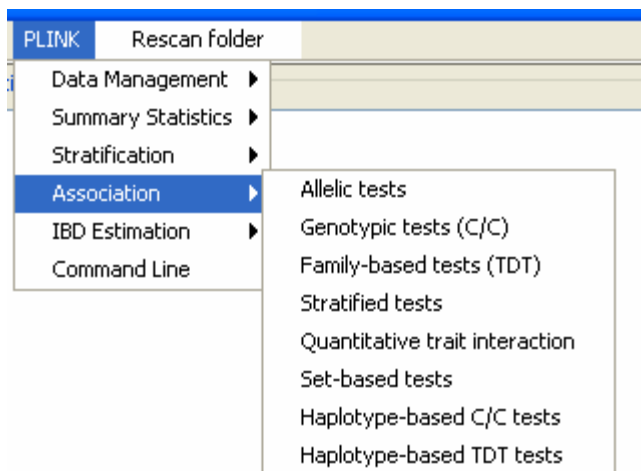 PLINK Rescan folder
Data Management
Summary Statistics
Stratification
Association
IBD Estimation
Command Line
Allelic tests
Genotypic tests (C/C)
Family-based tests (TDT)
Stratified tests
Quantitative trait interaction
Set-based tests
Haplotype-based C/C tests
Haplotype-based TDT tests